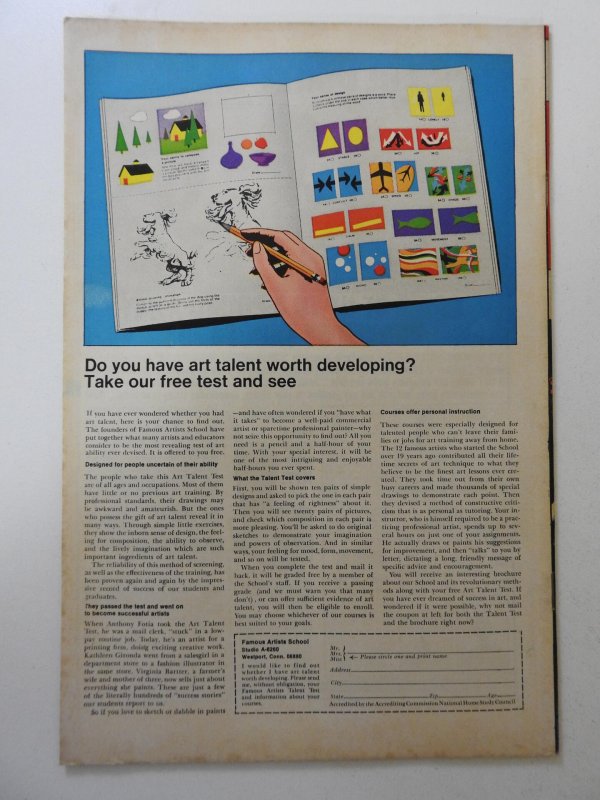 Your sense of design
LONELY
Your ability to compose
a picture
STABLE
SPEED
MOVEMENT
Do you have art talent worth developing?
Take our free test and see
If you have ever wondered whether you had
art talent, here is your chance to find out.
The founders of Famous Artists School have
put together what many artists and educators
consider to be the most revealing test of art
ability ever devised. It is offered to you free.
Designed for people uncertain of their ability
The people who take this Art Talent Test
are of all ages and occupations. Most of them
have little or no previous art training. By
professional standards, their drawings may
be awkward and amateurish. But the ones
who possess the gift of art talent reveal it in
many ways. Through simple little exercises,
they show the inborn sense of design, the feel-
ing for composition, the ability to observe,
and the lively imagination which are such
important ingredients of art talent.
The reliability of this method of screening,
as well as the effectiveness of the training, has
been proven again and again by the impres-
sive record of success of our students and
graduates.
They passed the test and went on
to become successful artists
When Anthony Fotia took the Art Talent
Test, he was a mail clerk, "stuck" in a low-
pay routine job. Today, he's an artist for a
printing firm, doing exciting creative work.
Kathleen Gironda went from a salesgirl in a
department store to a fashion illustrator in
the same store. Virginia Bartter, a farmer's
wife and mother of three, now sells just about
everything she paints. These are just a few
of the literally hundreds of "success stories"
our students report to us.
So if you love to sketch or dabble in paints
—and have often wondered if you "have what
it takes" to become a well-paid commercial
artist or sparetime professional painter—why
not seize this opportunity to find out? All you
need is a pencil and a half-hour of your
time. With your special interest, it will be
one of the most intriguing and enjoyable
half-hours you ever spent.
What the Talent Test covers
First, you will be shown ten pairs of simple
designs and asked to pick the one in each pair
that has "a feeling of rightness" about it.
Then you will see twenty pairs of pictures,
and check which composition in each pair is
more pleasing. You'll be asked to do original
sketches to demonstrate your imagination
and powers of observation. And in similar
ways, your feeling for mood, form, movement,
and so on will be tested.
When you complete the test and mail it
back, it will be graded free by a member of
the School's staff. If you receive a passing
grade (and we must warn you that many
don't), or can offer sufficient evidence of art
talent, you will then be eligible to enroll.
You may choose whichever of our courses is
best suited to your goals.
Courses offer personal instruction
These courses were especially designed for
talented people who can't leave their fami-
lies or jobs for art training away from home.
The 12 famous artists who started the School
over 19 years ago contributed all their life-
time secrets of art technique to what they
believe to be the finest art lessons ever cre-
ated. They took time out from their own
busy careers and made thousands of special
drawings to demonstrate each point. Then
they devised a method of constructive criti-
cism that is as personal as tutoring. Your in-
structor, who is himself required to be a prac-
ticing professional artist, spends up to sev-
eral hours on just one of your assignments.
He actually draws or paints his suggestions
for improvement, and then "talks" to you by
letter, dictating a long, friendly message of
specific advice and encouragement.
You will receive an interesting brochure
about our School and its revolutionary meth-
ods along with your free Art Talent Test. If
you have ever dreamed of success in art, and
wondered if it were possible, why not mail
the coupon at left for both the Talent Test
and the brochure right now?
Famous Artists School
Studio A-8260
Westport, Conn. 06880
I would like to find out
whether I have art talent
worth developing. Please send
me, without obligation, your
Famous Artists Talent Test
and information about your
courses.
Mr.
Mrs.
Miss
Please circle one and print name
Address
City
State Zip Age
Accredited by the Accrediting Commission National Home Study Council